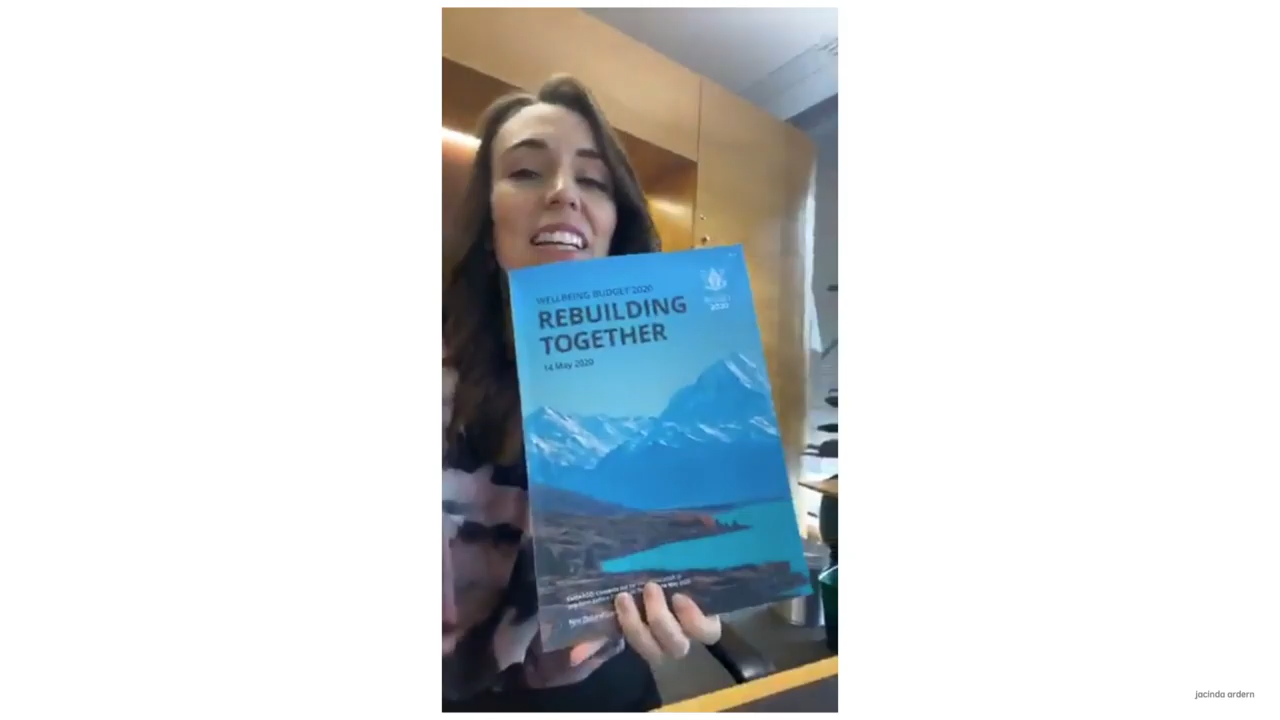 WELLBEING BUDGET 2020
REBUILDING
TOGETHER
14 May 2020
BUDGET
2020
jacinda ardern